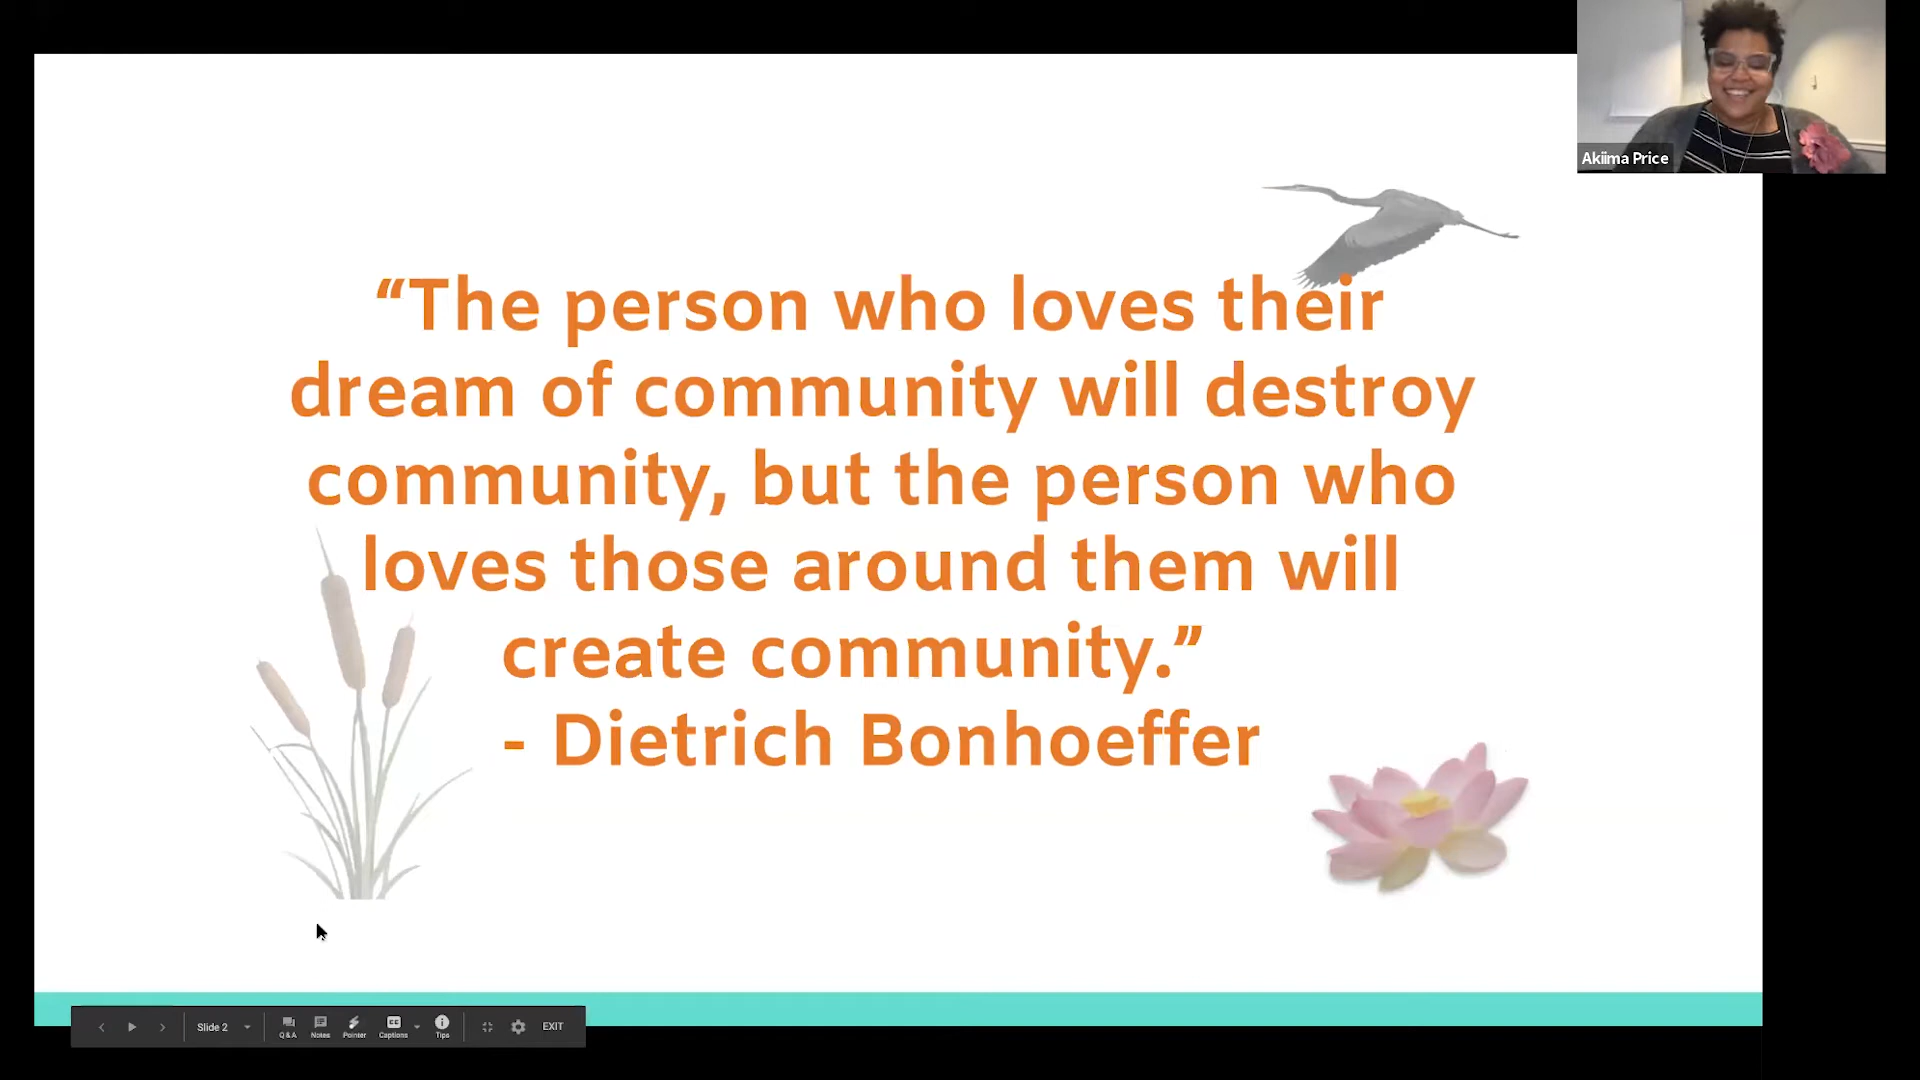 Akiima Price
“The person who loves their
dream of community will destroy
community, but the person who
loves those around them will
create community.”
- Dietrich Bonhoeffer
Slide 2
Q&A
Notes
Pointer
Captions
Tips
EXIT